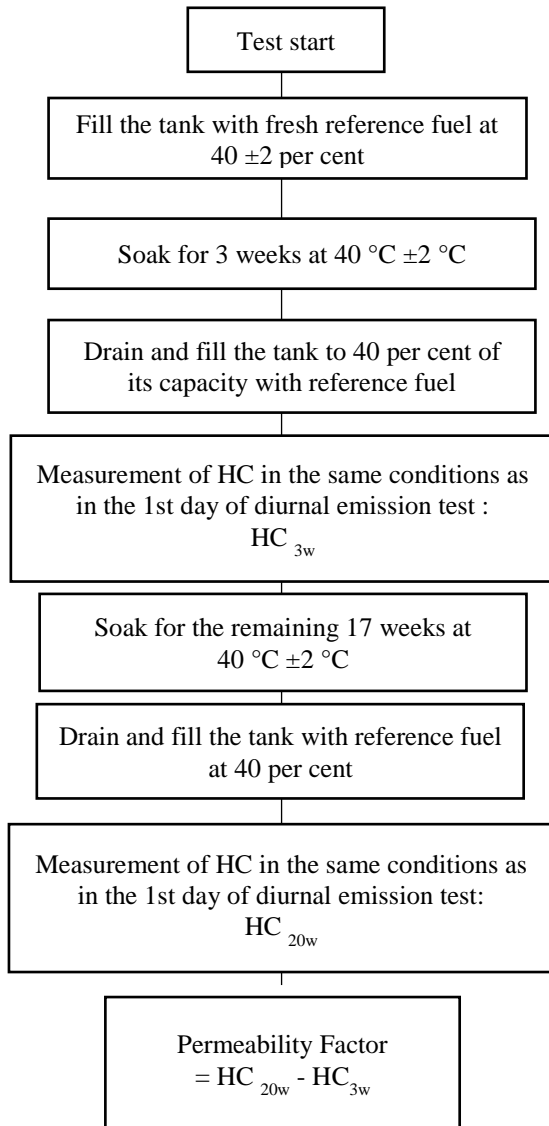 Test start
Fill the tank with fresh reference fuel at
40 ±2 per cent
Soak for 3 weeks at 40 °C ±2 °C
Drain and fill the tank to 40 per cent of
its capacity with reference fuel
Measurement of HC in the same conditions as
in the 1st day of diurnal emission test :
HC 3w
Soak for the remaining 17 weeks at
40 °C ±2 °C
Drain and fill the tank with reference fuel
at 40 per cent
Measurement of HC in the same conditions as
in the 1st day of diurnal emission test:
HC 20w
Permeability Factor
= HC 20w - HC3w